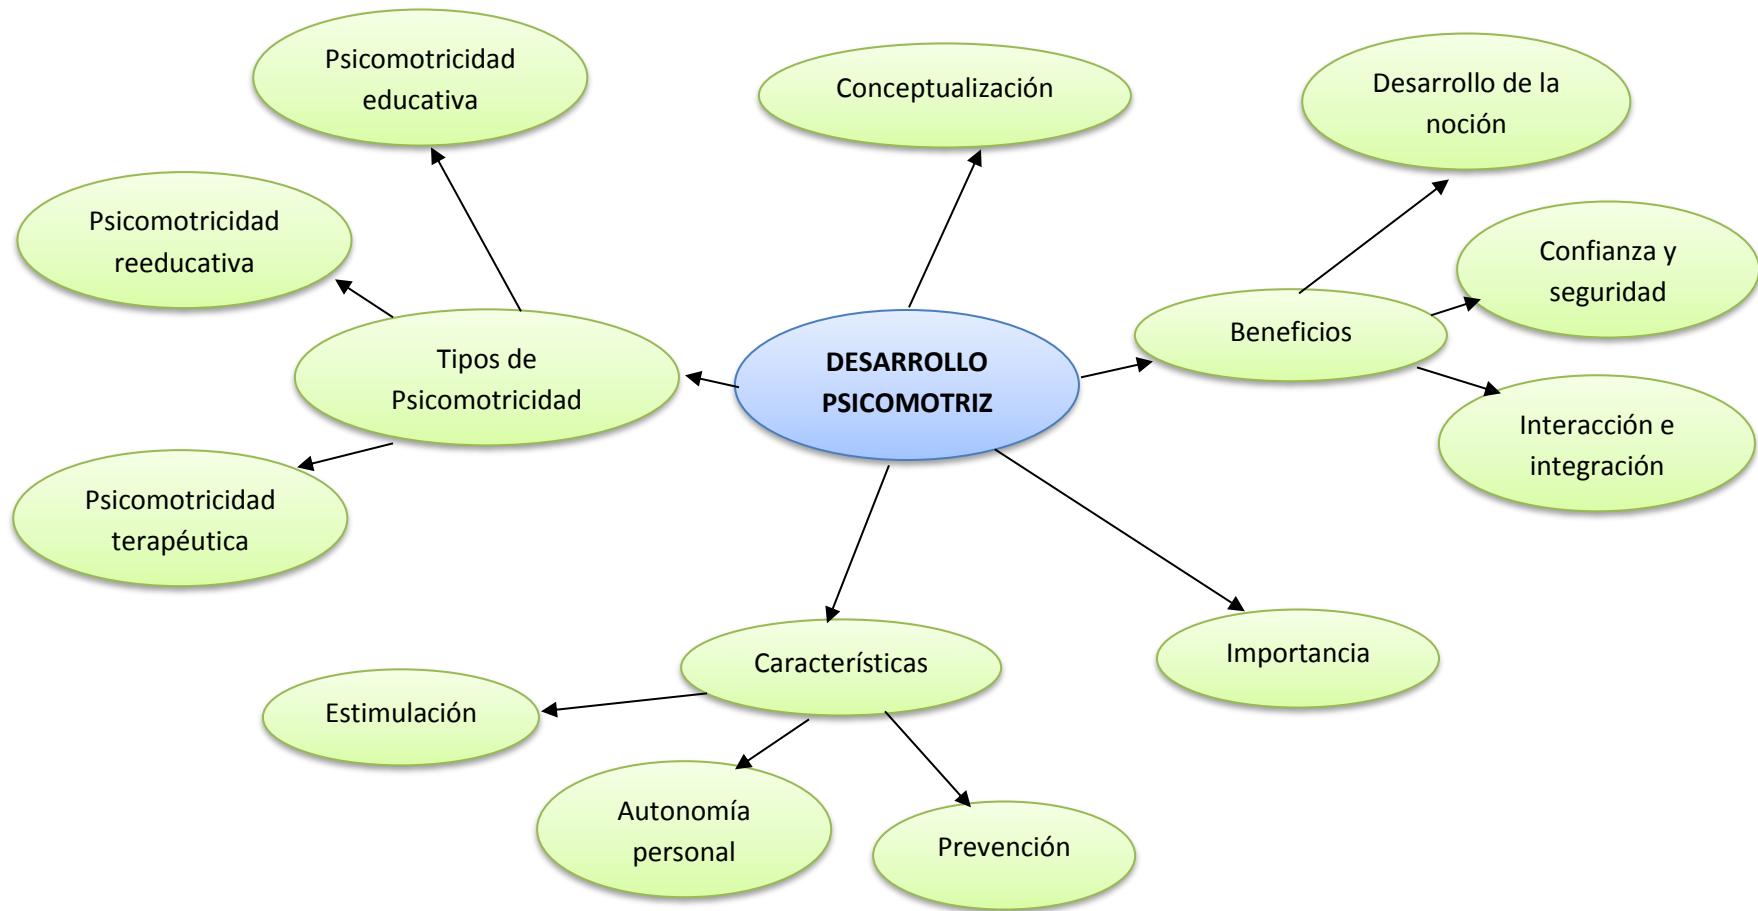 Psicomotricidad
educativa
Conceptualización
Desarrollo de la
noción
Psicomotricidad
reeducativa
Confianza y
seguridad
Beneficios
Tipos de
Psicomotricidad
DESARROLLO
PSICOMOTRIZ
Interacción e
integración
Psicomotricidad
terapéutica
Características
Importancia
Estimulación
Autonomía
personal
Prevención